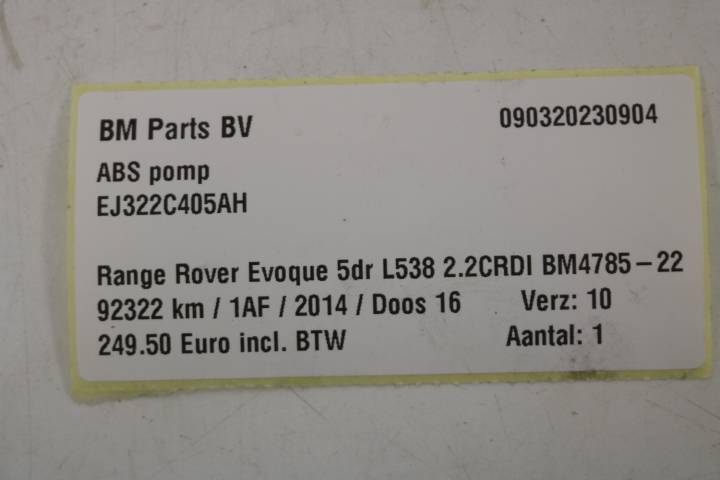 BM Parts BV 090320230904
ABS pomp
EJ322C405AH
Range Rover Evoque 5dr L538 2.2CRDI BM4785-22
92322 km / 1AF / 2014 / Doos 16 Verz: 10
249.50 Euro incl. BTW Aantal: 1